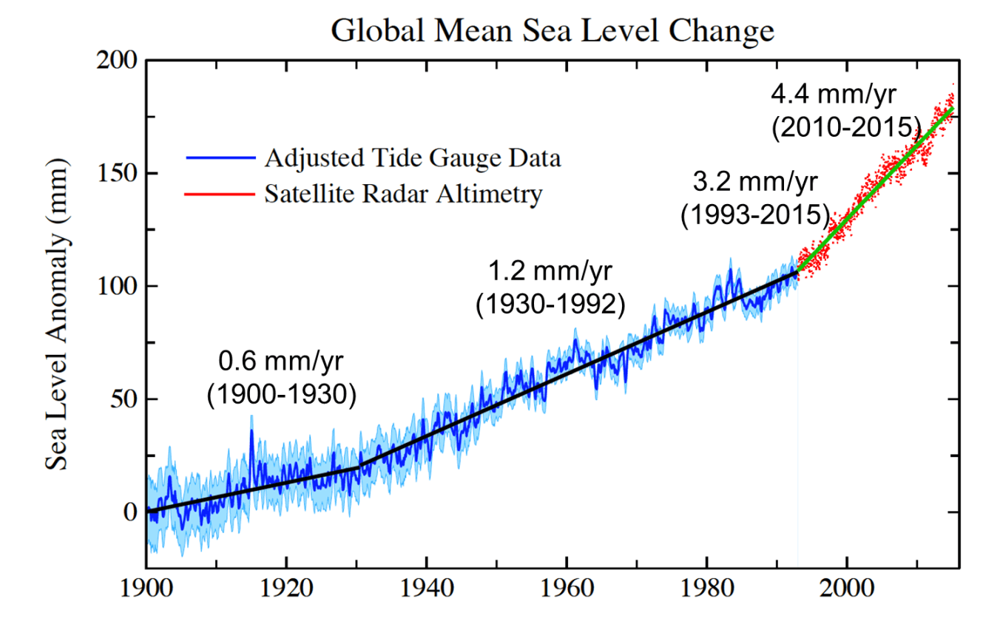 Global Mean Sea Level Change
200
4.4 mm/yr
(2010-2015)
Adjusted Tide Gauge Data
150
3.2 mm/yr
Satellite Radar Altimetry
(1993-2015)
Sea Level Anomaly (mm)
100
1.2 mm/yr
(1930-1992)
0.6 mm/yr
(1900-1930)
50
0
1900 1920 1940 1960 1980 2000